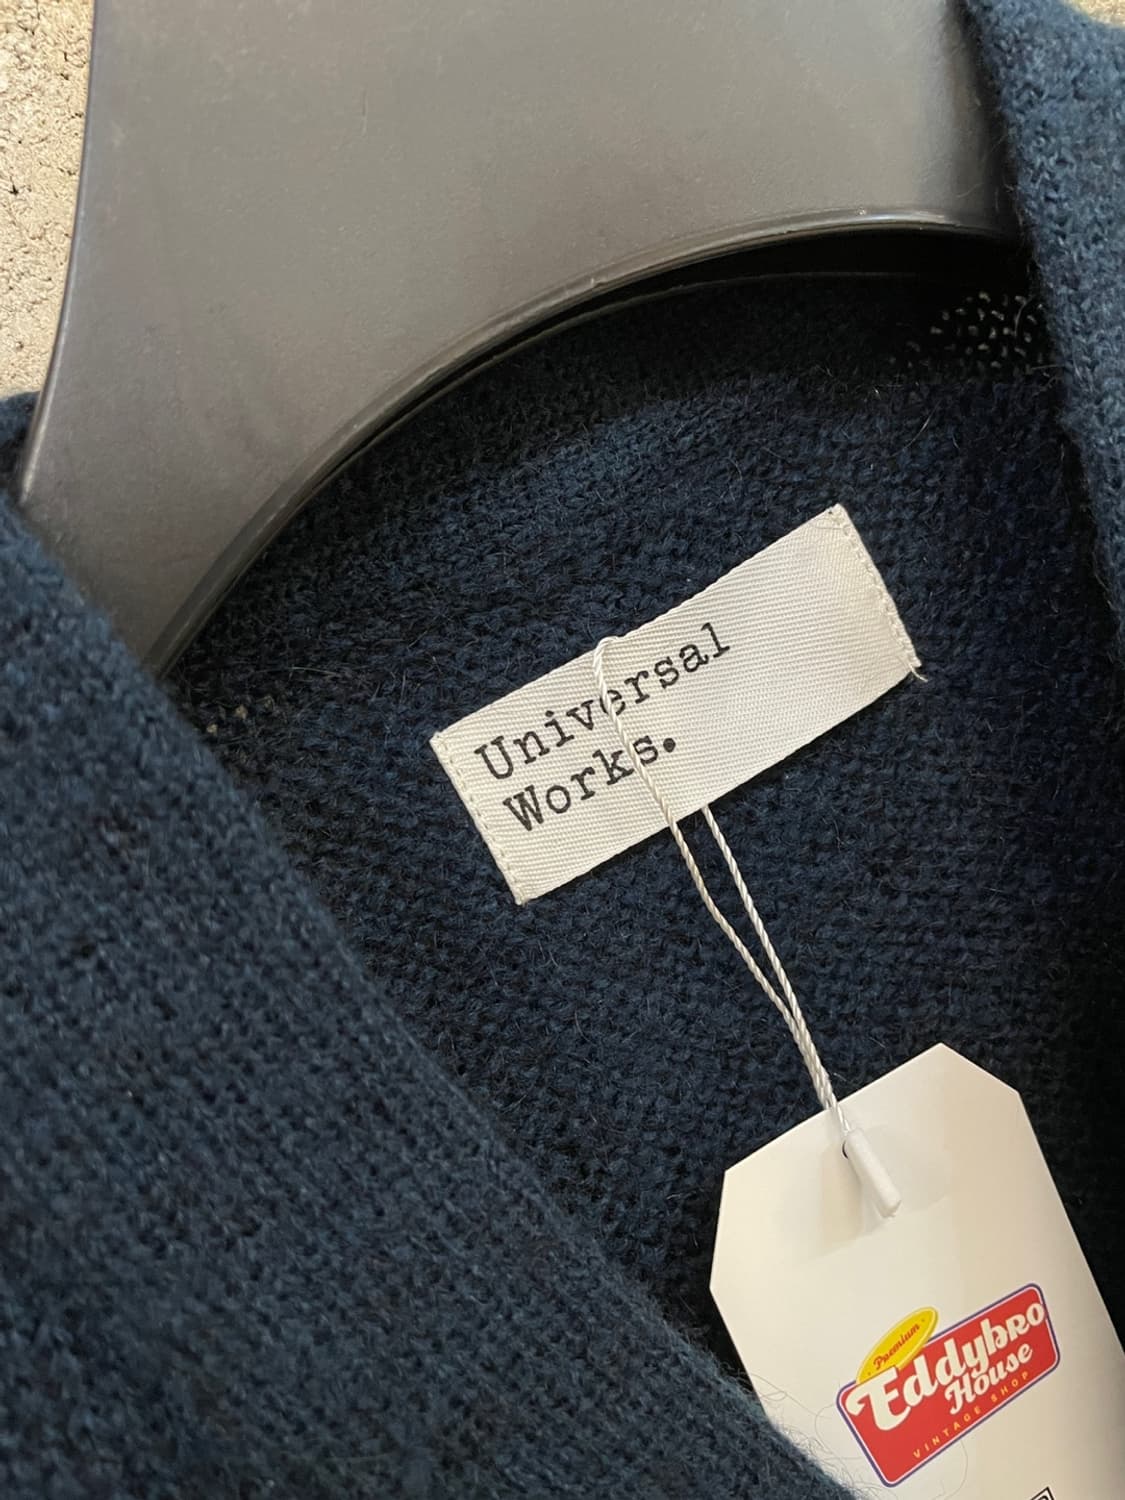 Universal
Works.
Premium
Eddybro
House
VINTAGE SHOP